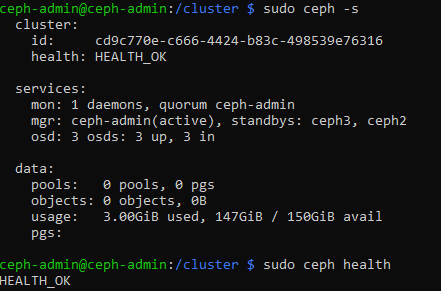 ceph-admin@ceph-admin:/cluster $ sudo ceph -s
  cluster:
    id:     cd9c770e-c666-4424-b83c-498539e76316
    health: HEALTH_OK

  services:
    mon: 1 daemons, quorum ceph-admin
    mgr: ceph-admin(active), standbys: ceph3, ceph2
    osd: 3 osds: 3 up, 3 in

  data:
    pools:   0 pools, 0 pgs
    objects: 0 objects, 0B
    usage:   3.00GiB used, 147GiB / 150GiB avail
    pgs:

ceph-admin@ceph-admin:/cluster $ sudo ceph health
HEALTH_OK